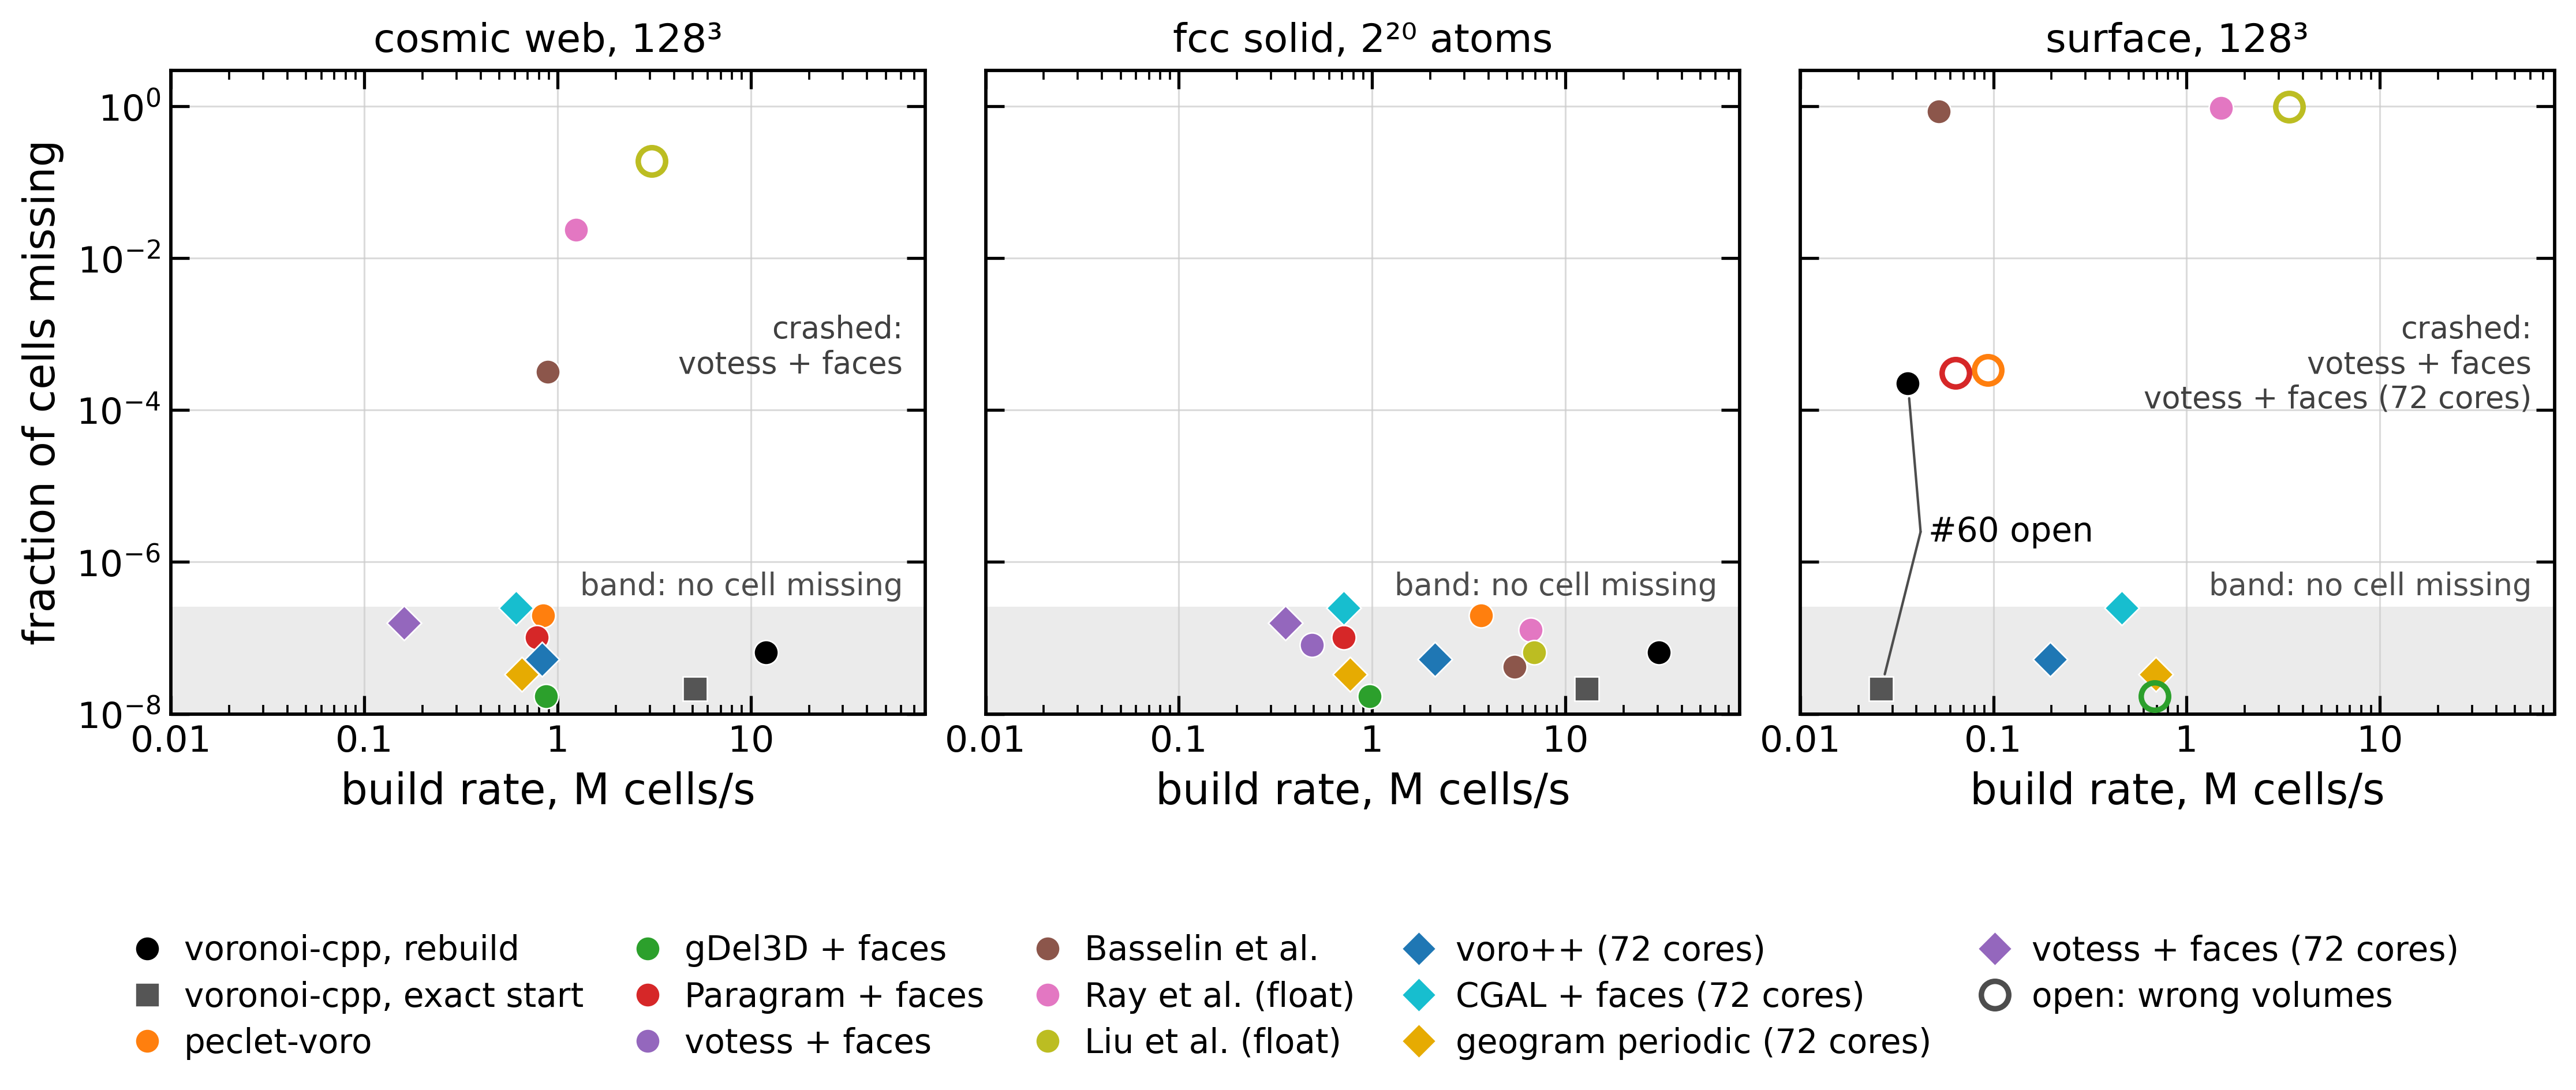 cosmic web, 128³
fcc solid, 2²⁰ atoms
surface, 128³
fraction of cells missing
10⁰
10⁻²
10⁻⁴
10⁻⁶
10⁻⁸
crashed:
votess + faces
band: no cell missing
band: no cell missing
crashed:
votess + faces
votess + faces (72 cores)
#60 open
band: no cell missing
0.01 0.1 1 10
0.01 0.1 1 10
0.01 0.1 1 10
build rate, M cells/s
build rate, M cells/s
build rate, M cells/s
voronoi-cpp, rebuild
voronoi-cpp, exact start
peclet-voro
gDel3D + faces
Paragram + faces
votess + faces
Basselin et al.
Ray et al. (float)
Liu et al. (float)
voro++ (72 cores)
CGAL + faces (72 cores)
geogram periodic (72 cores)
votess + faces (72 cores)
open: wrong volumes